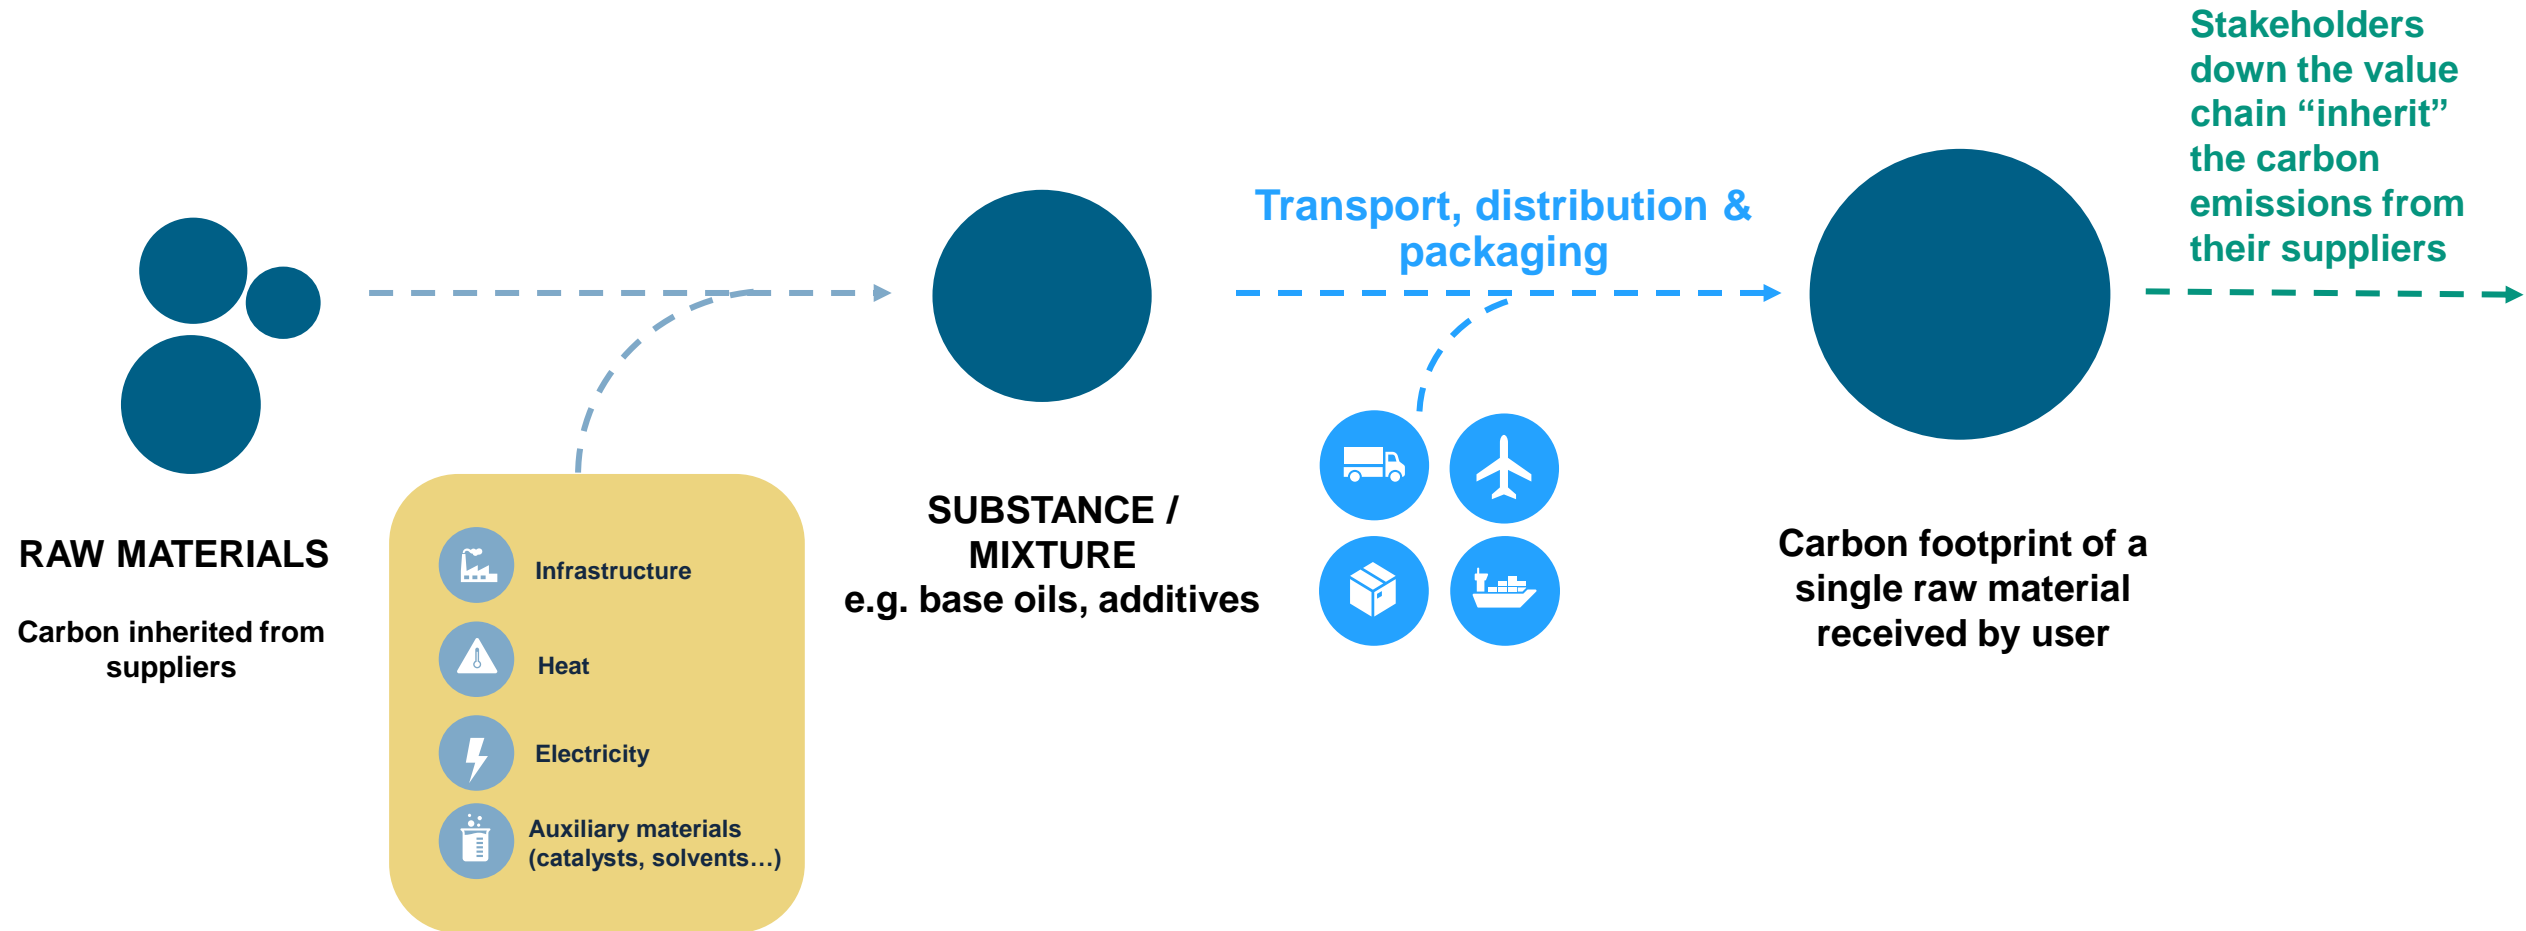 RAW MATERIALS
Carbon inherited from
suppliers
Infrastructure
Heat
Electricity
Auxiliary materials
(catalysts, solvents…)
SUBSTANCE /
MIXTURE
e.g. base oils, additives
Transport, distribution &
packaging
Carbon footprint of a
single raw material
received by user
Stakeholders
down the value
chain “inherit”
the carbon
emissions from
their suppliers